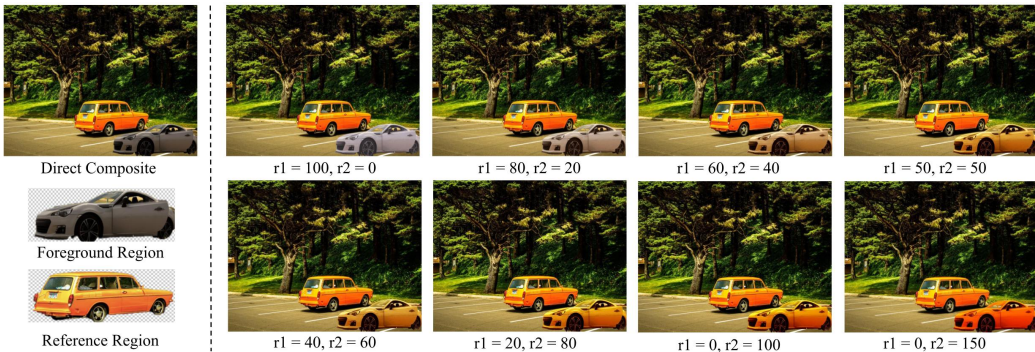 Direct Composite
Foreground Region
Reference Region
r1 = 100, r2 = 0
r1 = 80, r2 = 20
r1 = 60, r2 = 40
r1 = 50, r2 = 50
r1 = 40, r2 = 60
r1 = 20, r2 = 80
r1 = 0, r2 = 100
r1 = 0, r2 = 150